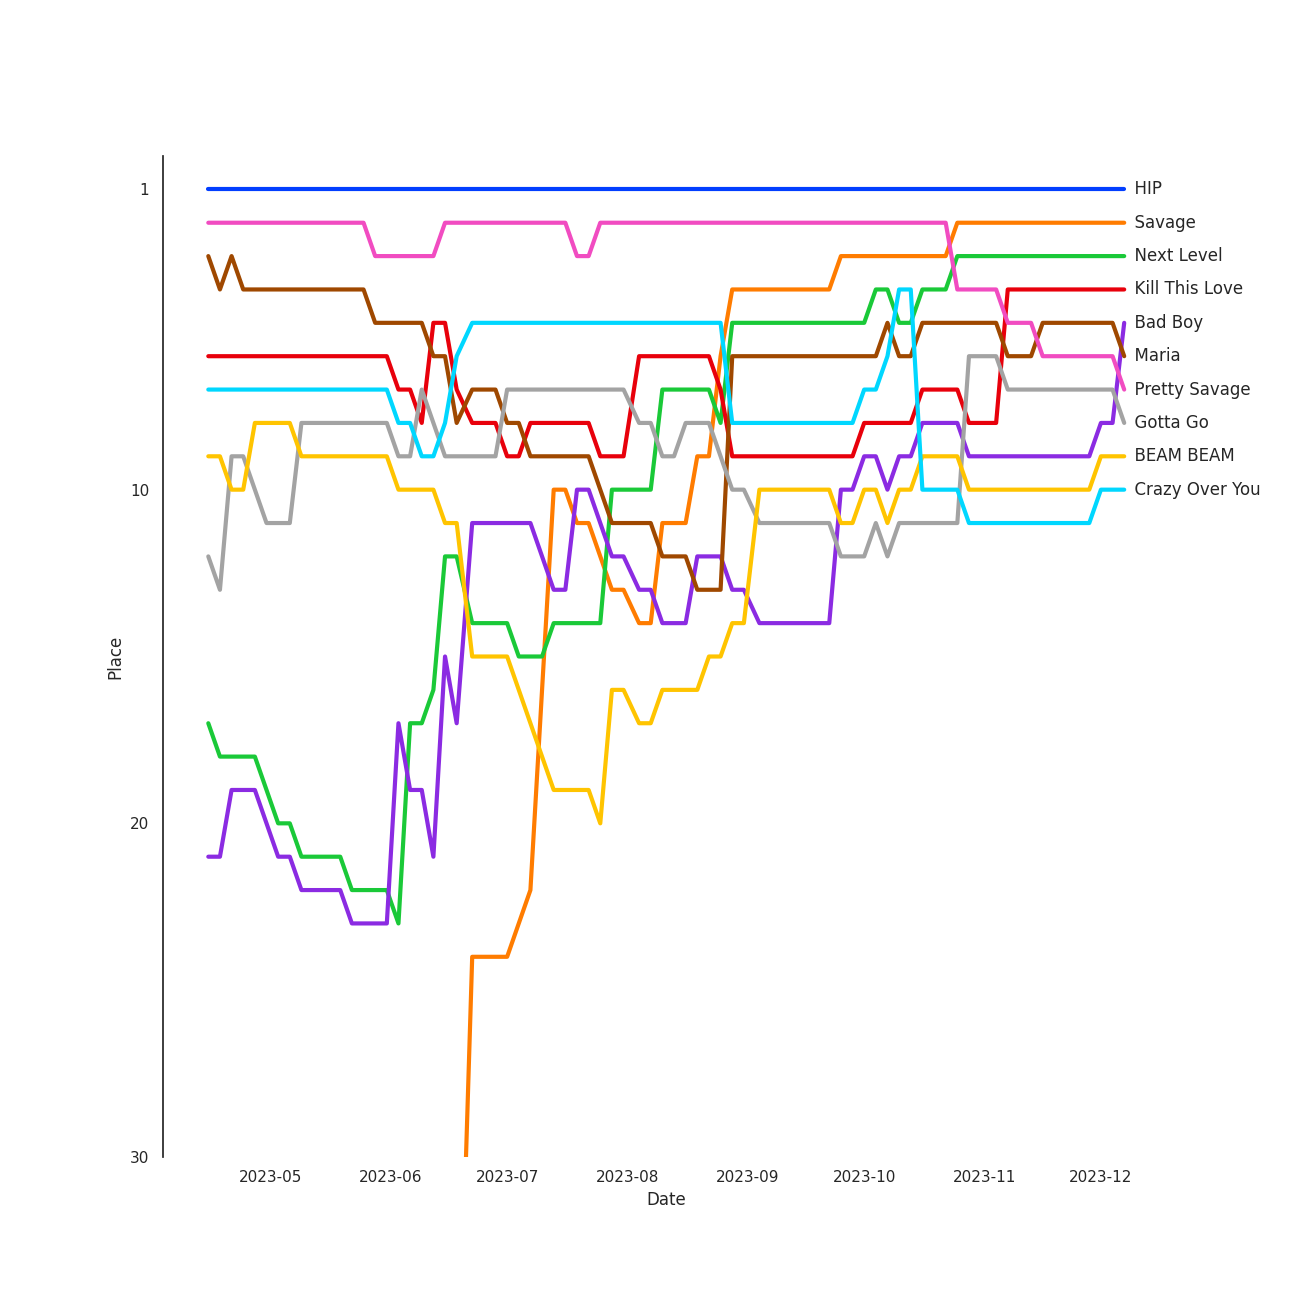 1
10
20
30
Place
HIP
Savage
Next Level
Kill This Love
Bad Boy
Maria
Pretty Savage
Gotta Go
BEAM BEAM
Crazy Over You
2023-05 2023-06 2023-07 2023-08 2023-09 2023-10 2023-11 2023-12
Date